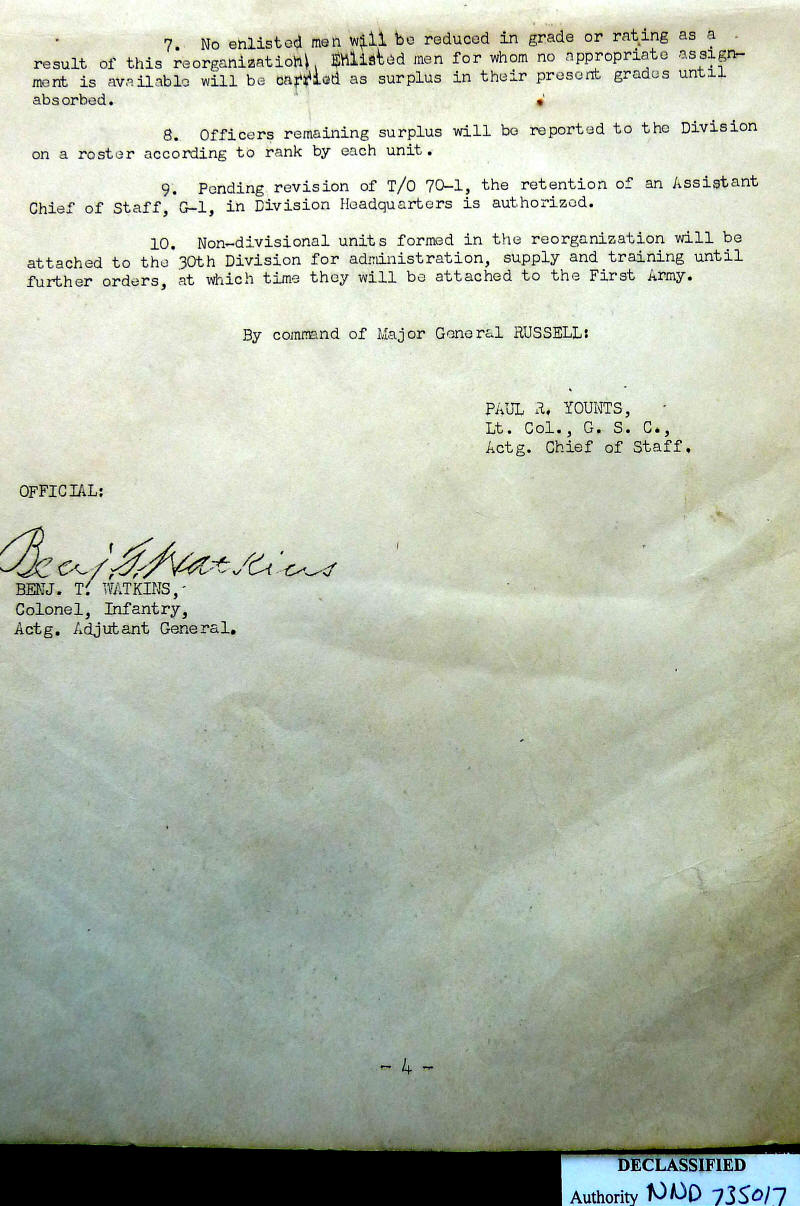 7. No enlisted men will be reduced in grade or rating as a
result of this reorganization. Enlisted men for whom no appropriate assign-
ment is available will be carried as surplus in their present grades until
absorbed.
8. Officers remaining surplus will be reported to the Division
on a roster according to rank by each unit.
9. Pending revision of T/O 70-1, the retention of an Assistant
Chief of Staff, G-1, in Division Headquarters is authorized.
10. Non-divisional units formed in the reorganization will be
attached to the 30th Division for administration, supply and training until
further orders, at which time they will be attached to the First Army.
By command of Major General RUSSELL:
PAUL R. YOUNTS,
Lt. Col., G. S. C.,
Actg. Chief of Staff.
OFFICIAL:
Benj. T. Watkins
BENJ. T. WATKINS,
Colonel, Infantry,
Actg. Adjutant General.
- 4 -
DECLASSIFIED
Authority NND 735017